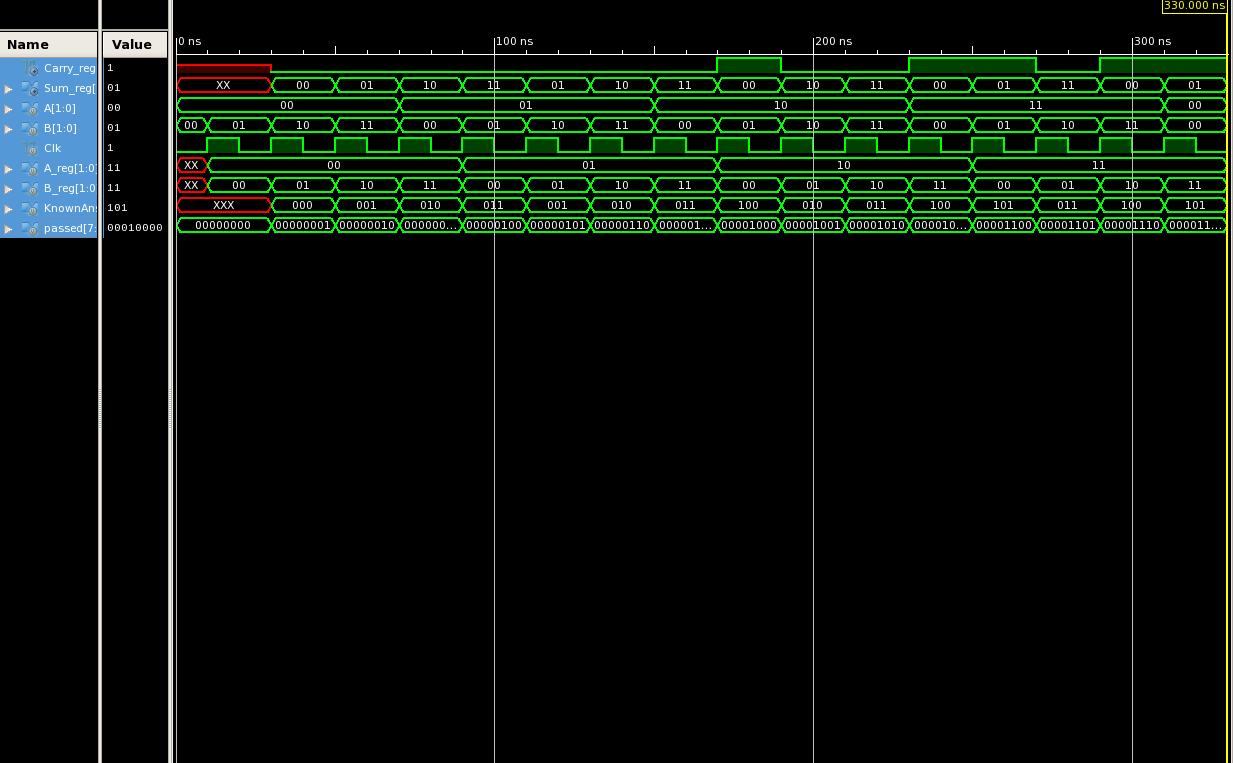 330.000 ns
Name Value 0 ns 100 ns 200 ns 300 ns
Carry_reg 1
Sum_reg[ 01 XX 00 01 10 11 01 10 11 00 10 11 00 01 11 00 01
A[1:0] 00 00 01 10 11 00
B[1:0] 01 00 01 10 11 00 01 10 11 00 01 10 11 00 01 10 11 00
Clk 1
A_reg[1:0] 11 XX 00 01 10 11
B_reg[1:0 11 XX 00 01 10 11 00 01 10 11 00 01 10 11 00 01 10 11
KnownAns 101 XXX 000 001 010 011 001 010 011 100 010 011 100 101 011 100 101
passed[7: 00010000 00000000 00000001 00000010 000000... 00000100 00000101 00000110 000001... 00001000 00001001 00001010 000010... 00001100 00001101 00001110 000011...